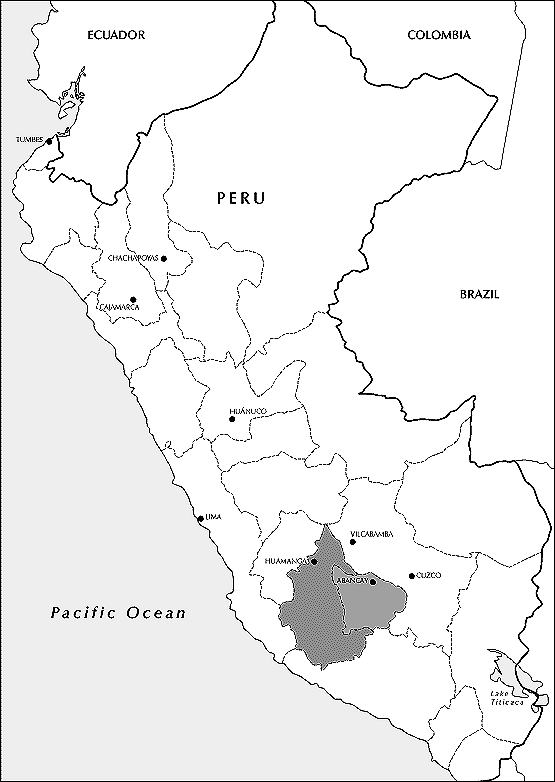 ECUADOR
COLOMBIA
TUMBES
PERU
CHACHAPOYAS
BRAZIL
CAJAMARCA
HUÁNUCO
LIMA
VILCABAMBA
HUAMANGA
ABANCAY
CUZCO
Pacific Ocean
Lake
Titicaca